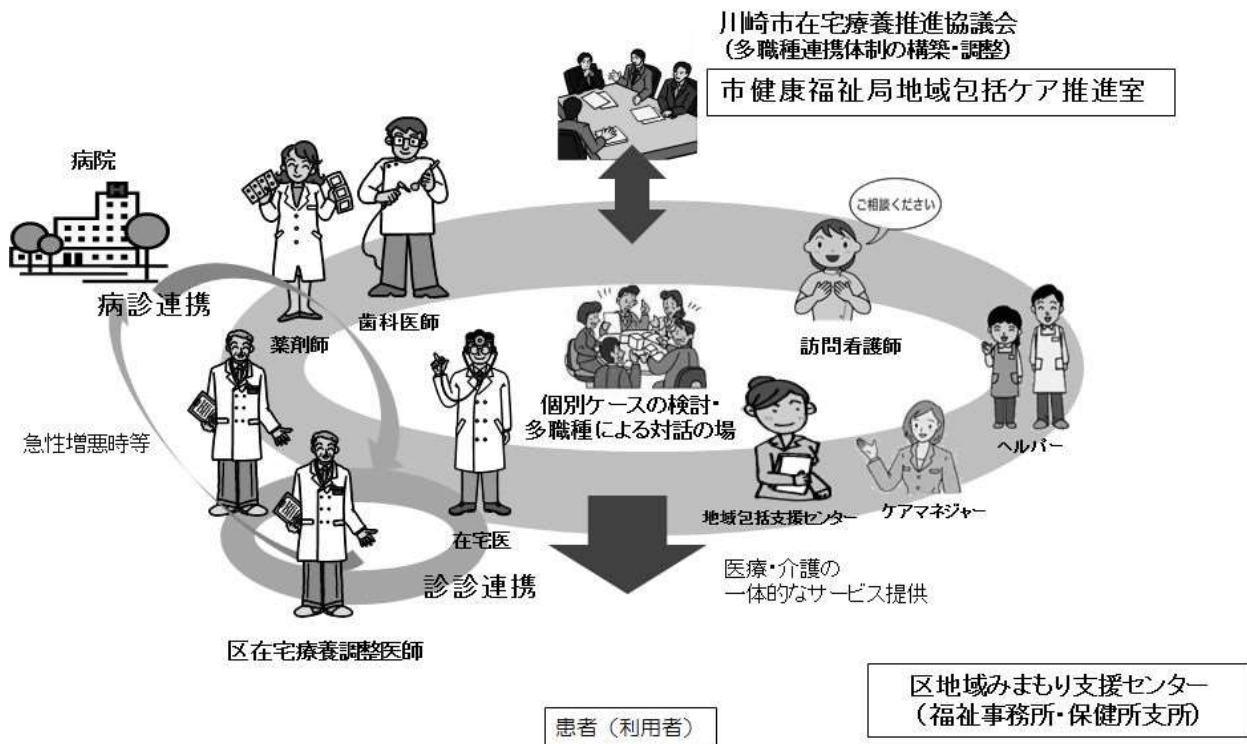 川崎市在宅療養推進協議会
(多職種連携体制の構築・調整)
市健康福祉局地域包括ケア推進室
病院
ご相談ください
病診連携
歯科医師
薬剤師
訪問看護師
個別ケースの検討・
多職種による対話の場
急性増悪時等
ヘルパー
地域包括支援センター
ケアマネジャー
在宅医
診診連携
医療・介護の
一体的なサービス提供
区在宅療養調整医師
区地域みまもり支援センター
(福祉事務所・保健所支所)
患者(利用者)